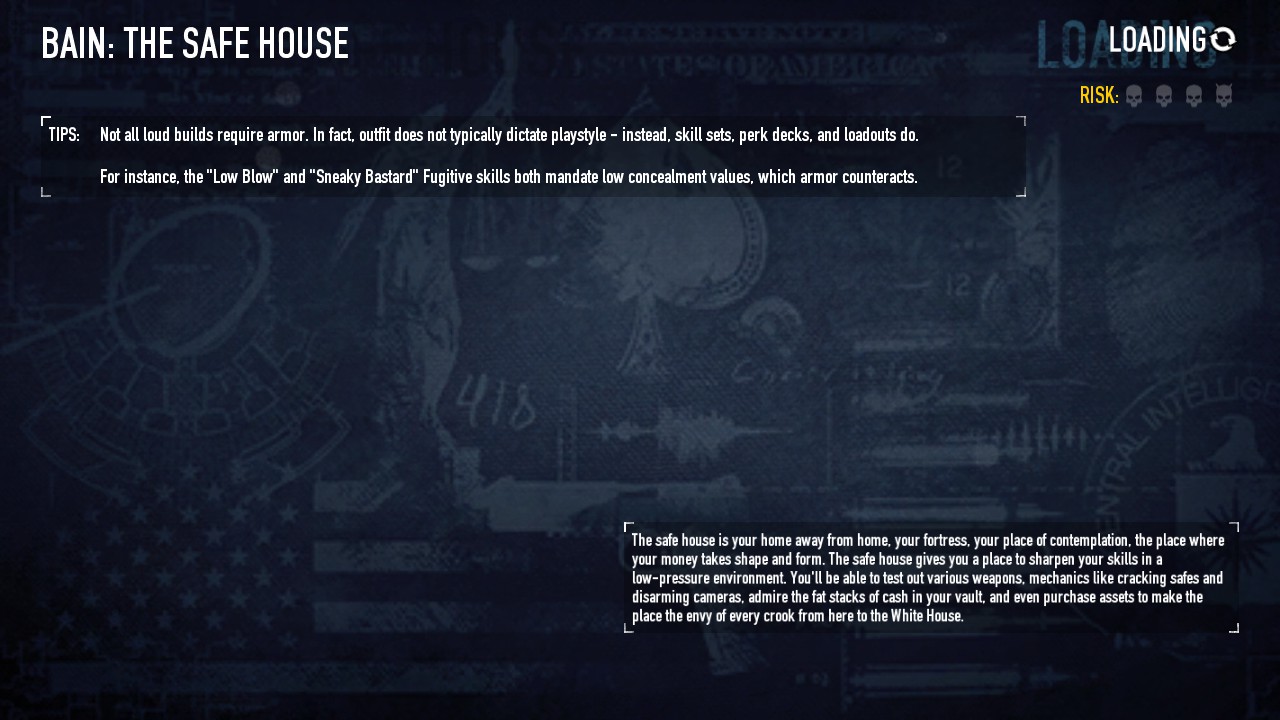 BAIN: THE SAFE HOUSE
LOADING
LOADING
RISK:
TIPS: Not all loud builds require armor. In fact, outfit does not typically dictate playstyle - instead, skill sets, perk decks, and loadouts do.
For instance, the "Low Blow" and "Sneaky Bastard" Fugitive skills both mandate low concealment values, which armor counteracts.
12
12
418
CENTRAL INTELLIGE
The safe house is your home away from home, your fortress, your place of contemplation, the place where
your money takes shape and form. The safe house gives you a place to sharpen your skills in a
low-pressure environment. You'll be able to test out various weapons, mechanics like cracking safes and
disarming cameras, admire the fat stacks of cash in your vault, and even purchase assets to make the
place the envy of every crook from here to the White House.